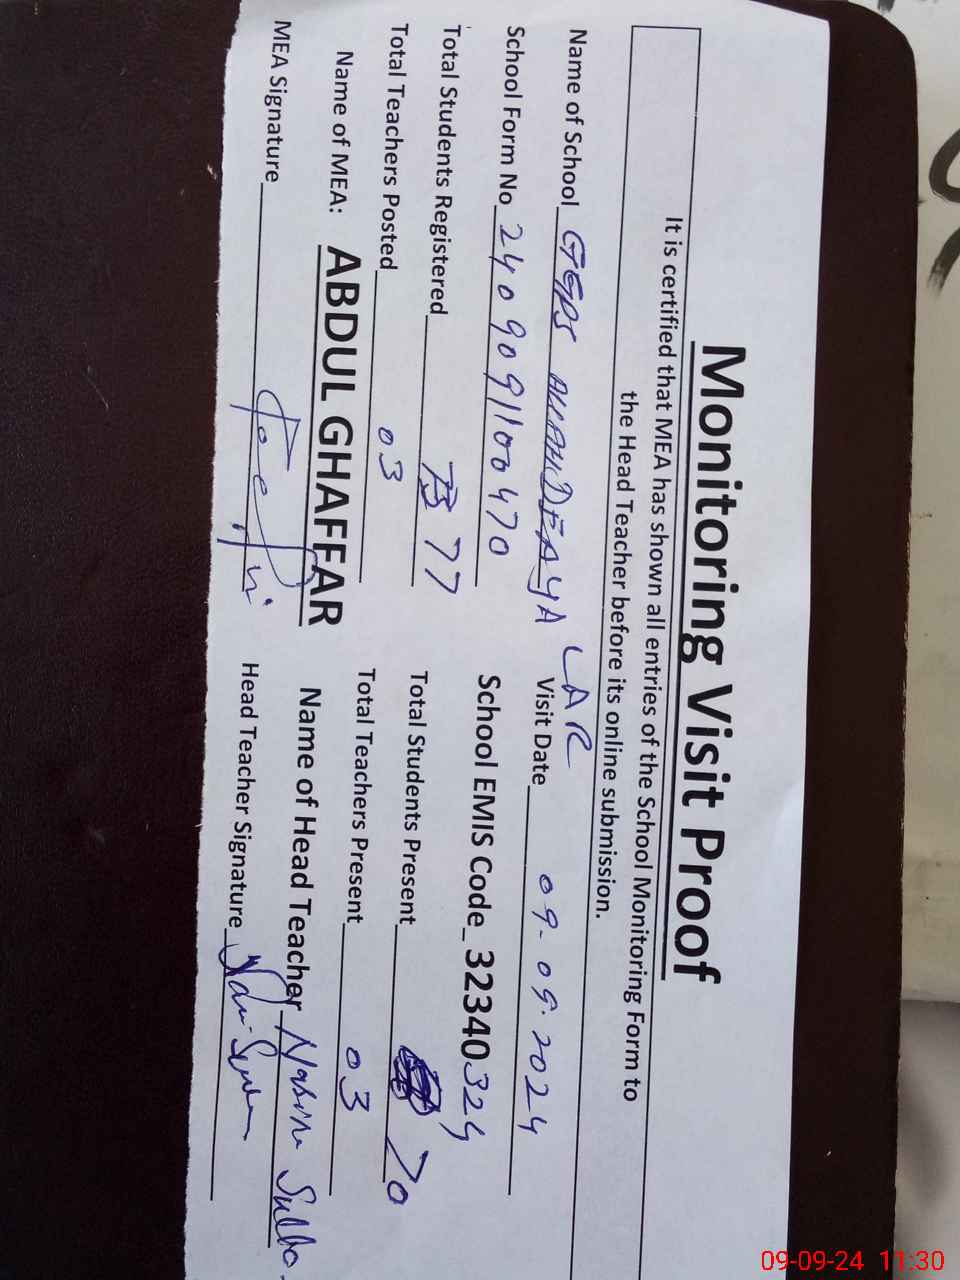 Monitoring Visit Proof
It is certified that MEA has shown all entries of the School Monitoring Form to
the Head Teacher before its online submission.
Name of School GGPS LAR Visit Date 09.09.2024
School Form No 2409091100470 School EMIS Code 32340324
Total Students Registered 77 Total Students Present 70
Total Teachers Posted 03 Total Teachers Present 03
Name of MEA: ABDUL GHAFFAR Name of Head Teacher
MEA Signature Head Teacher Signature
09-09-24 11:30